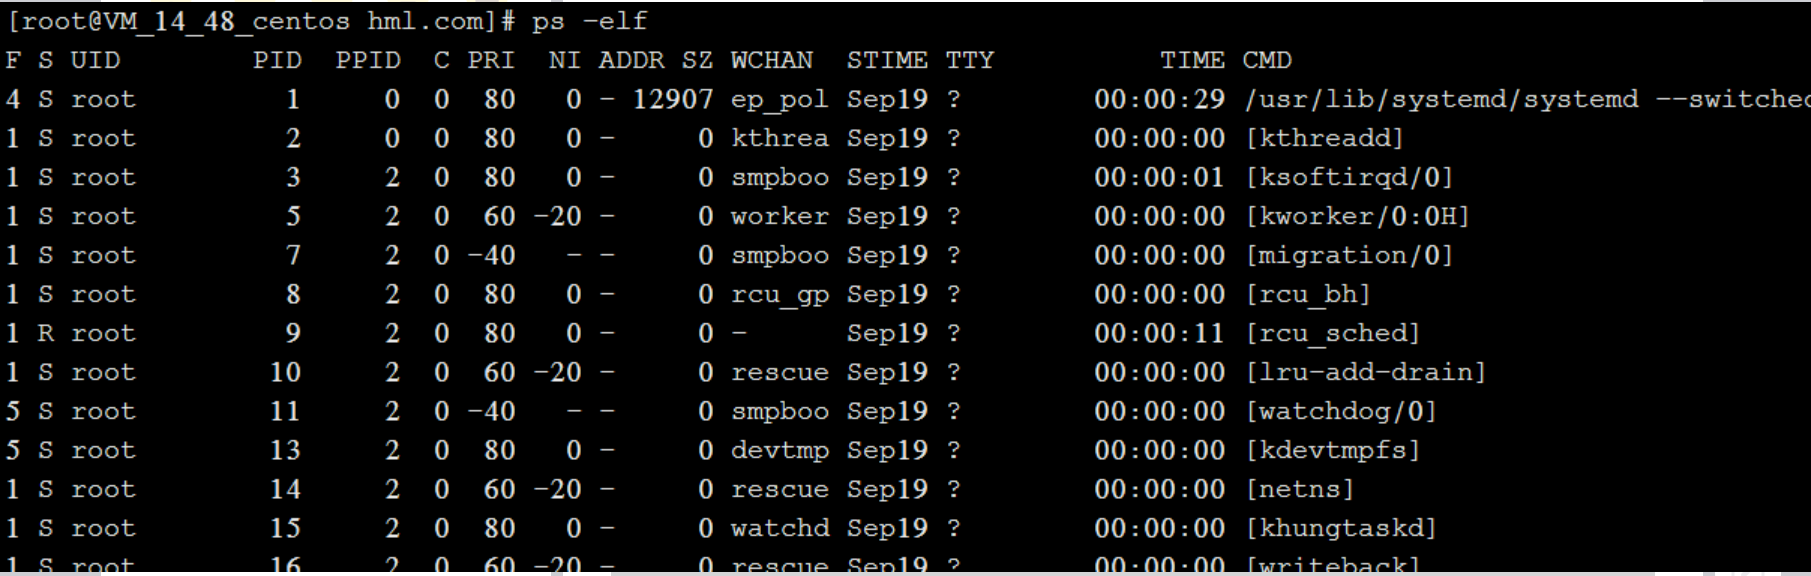 [root@VM_14_48_centos hml.com]# ps -elf
F S UID        PID  PPID  C PRI  NI ADDR SZ WCHAN  STIME TTY          TIME CMD
4 S root         1     0  0  80   0 - 12907 ep_pol Sep19 ?        00:00:29 /usr/lib/systemd/systemd --switched
1 S root         2     0  0  80   0 -     0 kthrea Sep19 ?        00:00:00 [kthreadd]
1 S root         3     2  0  80   0 -     0 smpboo Sep19 ?        00:00:01 [ksoftirqd/0]
1 S root         5     2  0  60 -20 -     0 worker Sep19 ?        00:00:00 [kworker/0:0H]
1 S root         7     2  0 -40   - -     0 smpboo Sep19 ?        00:00:00 [migration/0]
1 S root         8     2  0  80   0 -     0 rcu_gp Sep19 ?        00:00:00 [rcu_bh]
1 R root         9     2  0  80   0 -     0 -      Sep19 ?        00:00:11 [rcu_sched]
1 S root        10     2  0  60 -20 -     0 rescue Sep19 ?        00:00:00 [lru-add-drain]
5 S root        11     2  0 -40   - -     0 smpboo Sep19 ?        00:00:00 [watchdog/0]
5 S root        13     2  0  80   0 -     0 devtmp Sep19 ?        00:00:00 [kdevtmpfs]
1 S root        14     2  0  60 -20 -     0 rescue Sep19 ?        00:00:00 [netns]
1 S root        15     2  0  80   0 -     0 watchd Sep19 ?        00:00:00 [khungtaskd]
1 S root        16     2  0  60 -20 -     0 rescue Sep19 ?        00:00:00 [writeback]